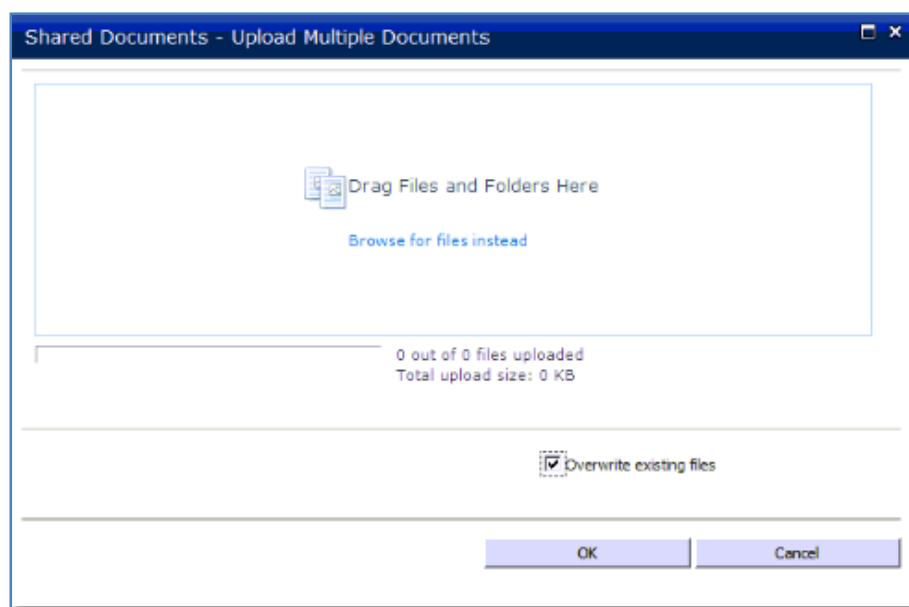 Shared Documents - Upload Multiple Documents
Drag Files and Folders Here
Browse for files instead
0 out of 0 files uploaded
Total upload size: 0 KB
Overwrite existing files
OK
Cancel